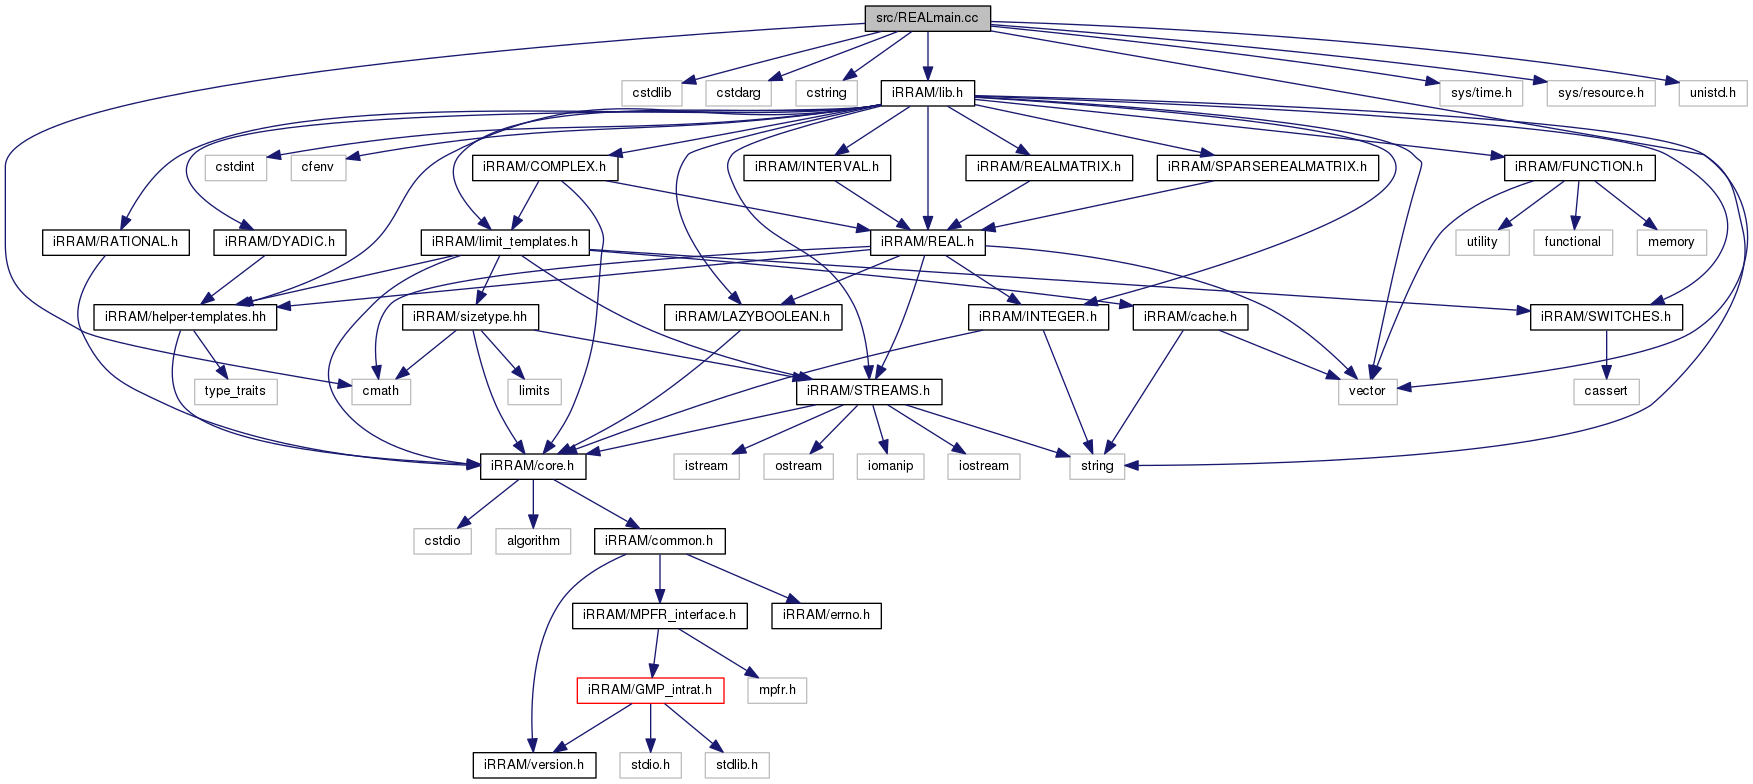 src/REALmain.cc
cstdlib
cstdarg
cstring
iRRAM/lib.h
sys/time.h
sys/resource.h
unistd.h
cstdint
cfenv
iRRAM/COMPLEX.h
iRRAM/INTERVAL.h
iRRAM/REALMATRIX.h
iRRAM/SPARSEREALMATRIX.h
iRRAM/FUNCTION.h
iRRAM/RATIONAL.h
iRRAM/DYADIC.h
iRRAM/limit_templates.h
iRRAM/REAL.h
utility
functional
memory
iRRAM/helper-templates.hh
iRRAM/sizetype.hh
iRRAM/LAZYBOOLEAN.h
iRRAM/INTEGER.h
iRRAM/cache.h
iRRAM/SWITCHES.h
type_traits
cmath
limits
iRRAM/STREAMS.h
vector
cassert
iRRAM/core.h
istream
ostream
iomanip
iostream
string
cstdio
algorithm
iRRAM/common.h
iRRAM/MPFR_interface.h
iRRAM/errno.h
iRRAM/GMP_intrat.h
mpfr.h
iRRAM/version.h
stdio.h
stdlib.h